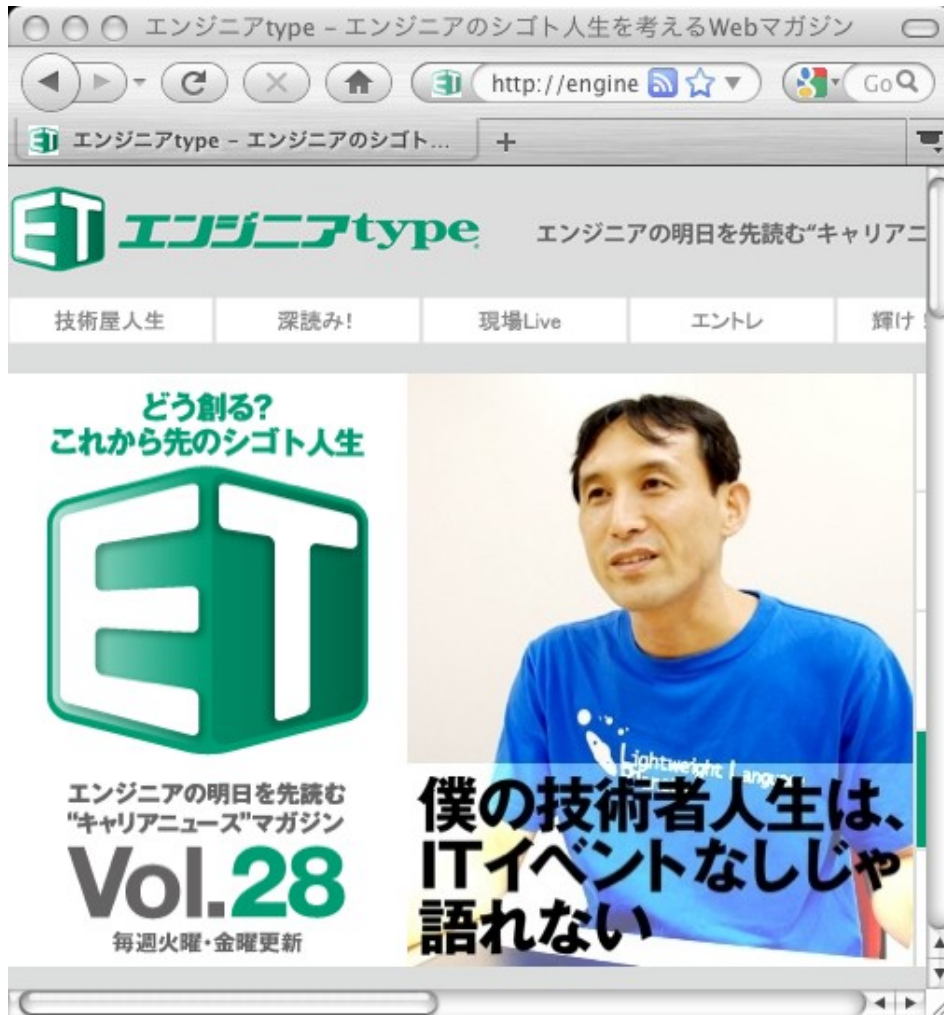 エンジニアtype – エンジニアのシゴト人生を考えるWebマガジン
http://engine
Goo
エンジニアtype – エンジニアのシゴト...
ET エンジニアtype
エンジニアの明日を先読む“キャリアニ
技術屋人生 深読み! 現場Live エントレ 輝け!
どう創る?
これから先のシゴト人生
ET
エンジニアの明日を先読む
“キャリアニュース”マガジン
Vol.28
毎週火曜・金曜更新
Lightweight Language
僕の技術者人生は、
ITイベントなしじゃ
語れない